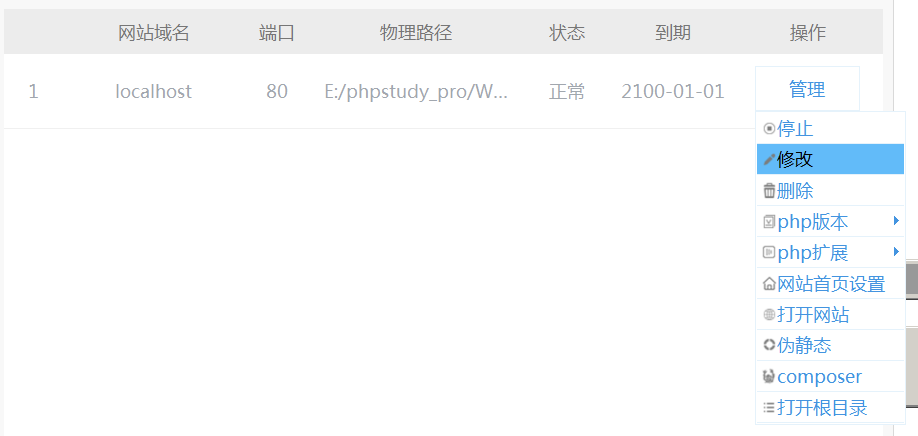 网站域名 端口 物理路径 状态 到期 操作
1 localhost 80 E:/phpstudy_pro/W... 正常 2100-01-01 管理
停止
修改
删除
php版本
php扩展
网站首页设置
打开网站
伪静态
composer
打开根目录